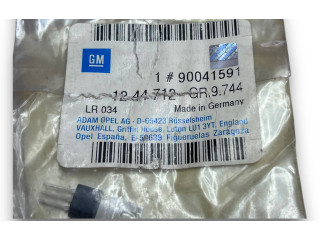 GM
1 # 90041591
12 44 712 GR.9.744
LR 034 Made in Germany
ADAM OPEL AG - D-65423 Rüsselsheim
VAUXHALL, Griffin House, Luton LU1 3YT, England
Opel España, E-50639 Figueruelas Zaragoza